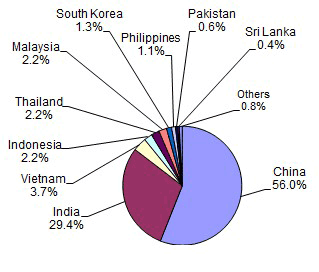 South Korea
1.3%
Pakistan
0.6%
Philippines
1.1%
Sri Lanka
0.4%
Malaysia
2.2%
Others
0.8%
Thailand
2.2%
Indonesia
2.2%
China
56.0%
Vietnam
3.7%
India
29.4%